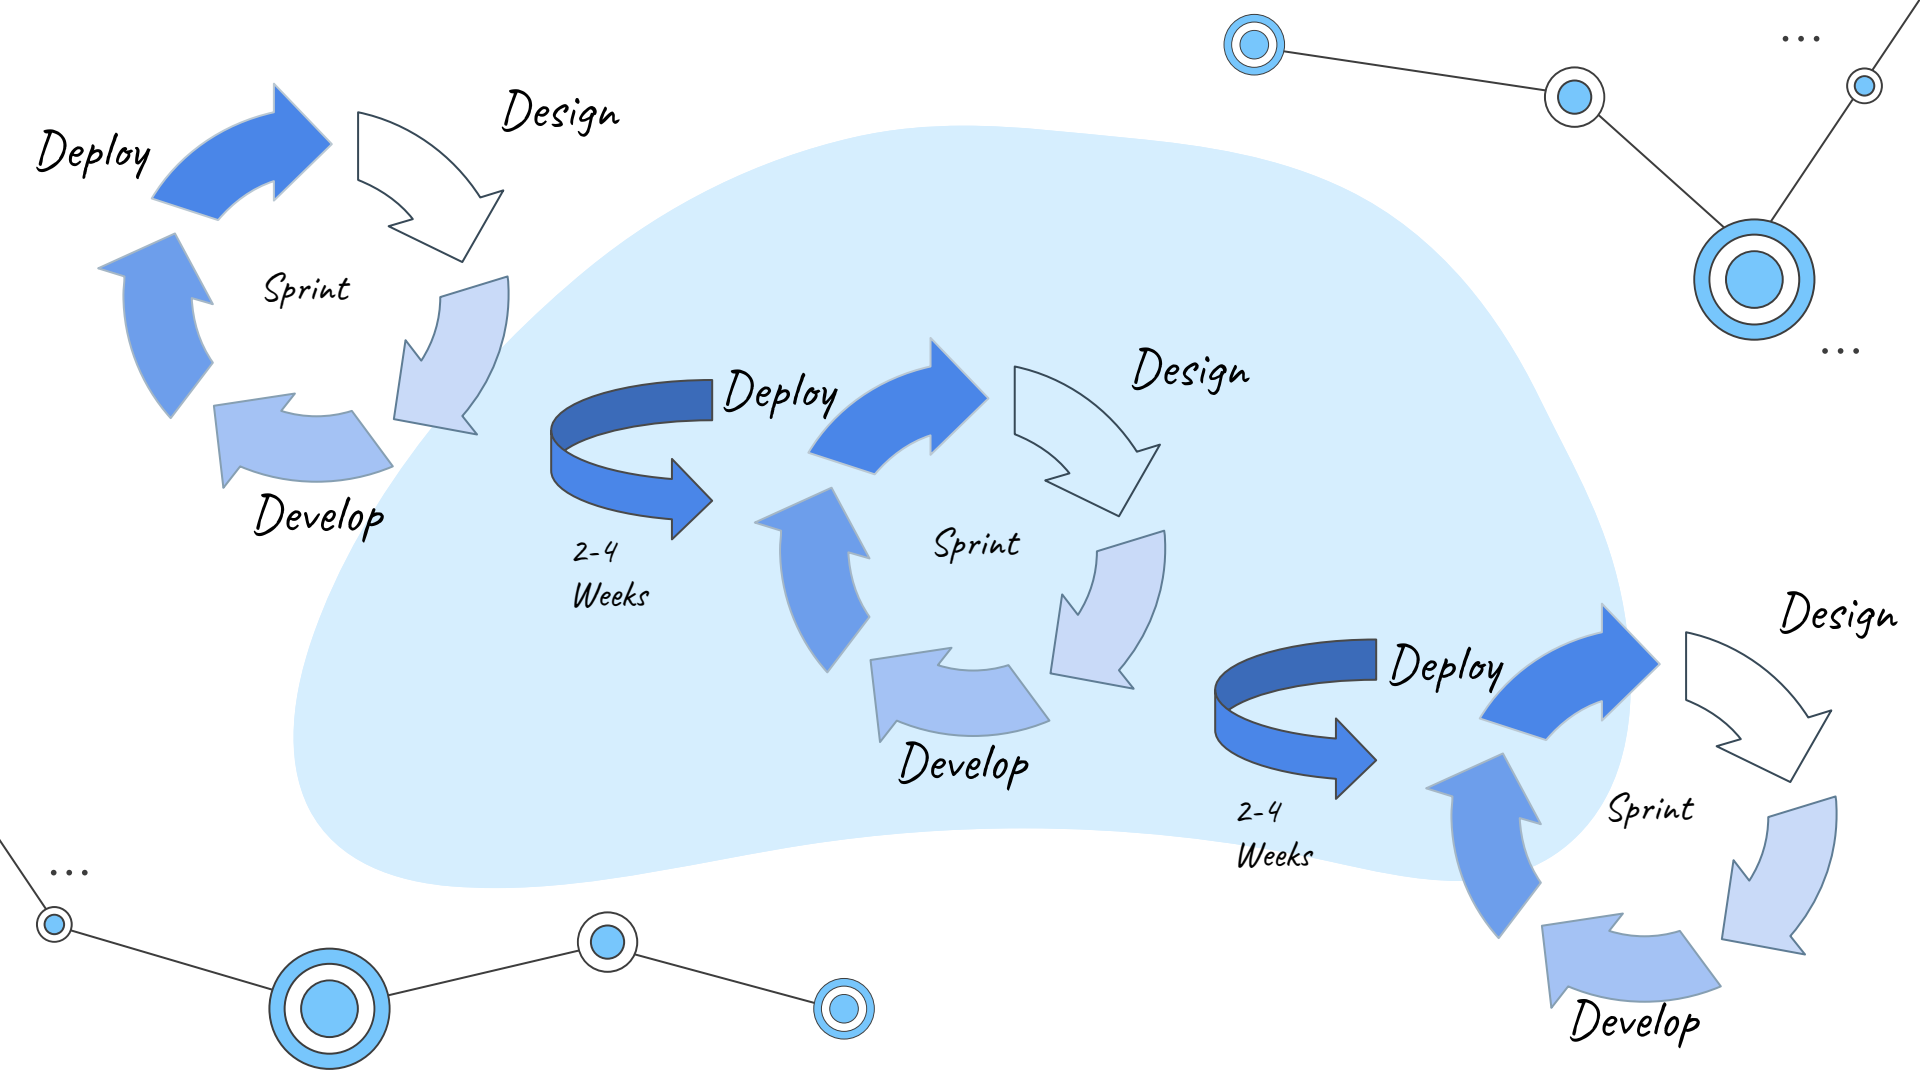 Deploy
Design
Sprint
Develop
Deploy
Design
2-4
Weeks
Sprint
Develop
Deploy
Design
2-4
Weeks
Sprint
Develop